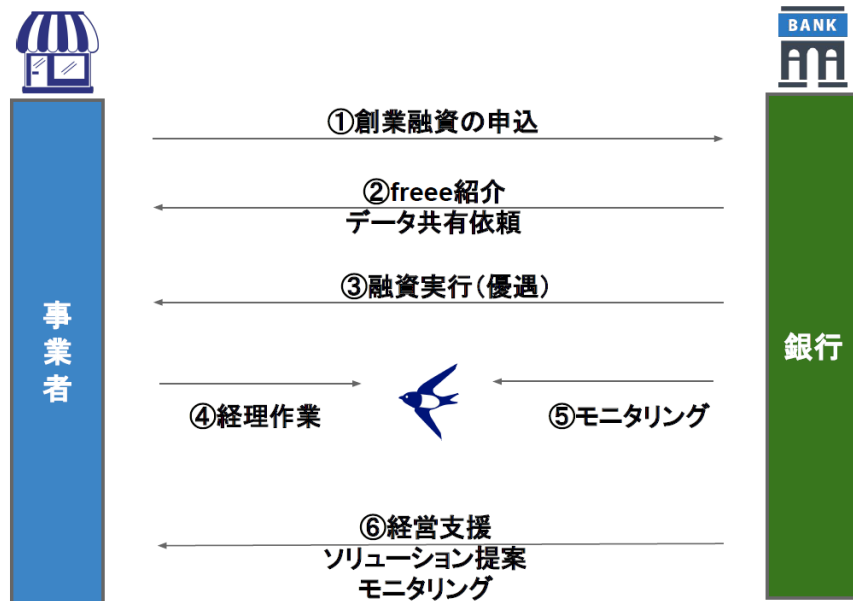 BANK
①創業融資の申込
②freee紹介
データ共有依頼
③融資実行(優遇)
事業者
銀行
④経理作業
⑤モニタリング
⑥経営支援
ソリューション提案
モニタリング